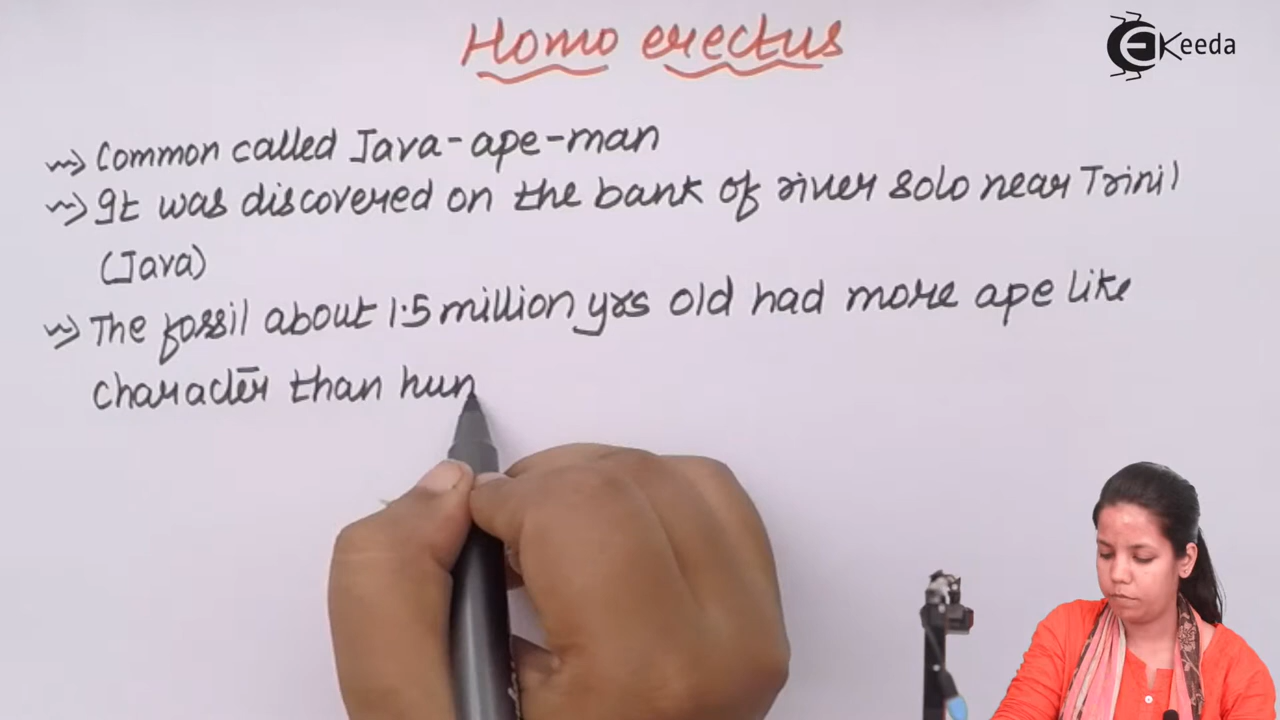 Homo erectus
EKeeda
~~> Common called Java-ape-man
~~> It was discovered on the bank of river solo near Trinil
(Java)
~~> The fossil about 1.5 million yrs old had more ape like
character than hun